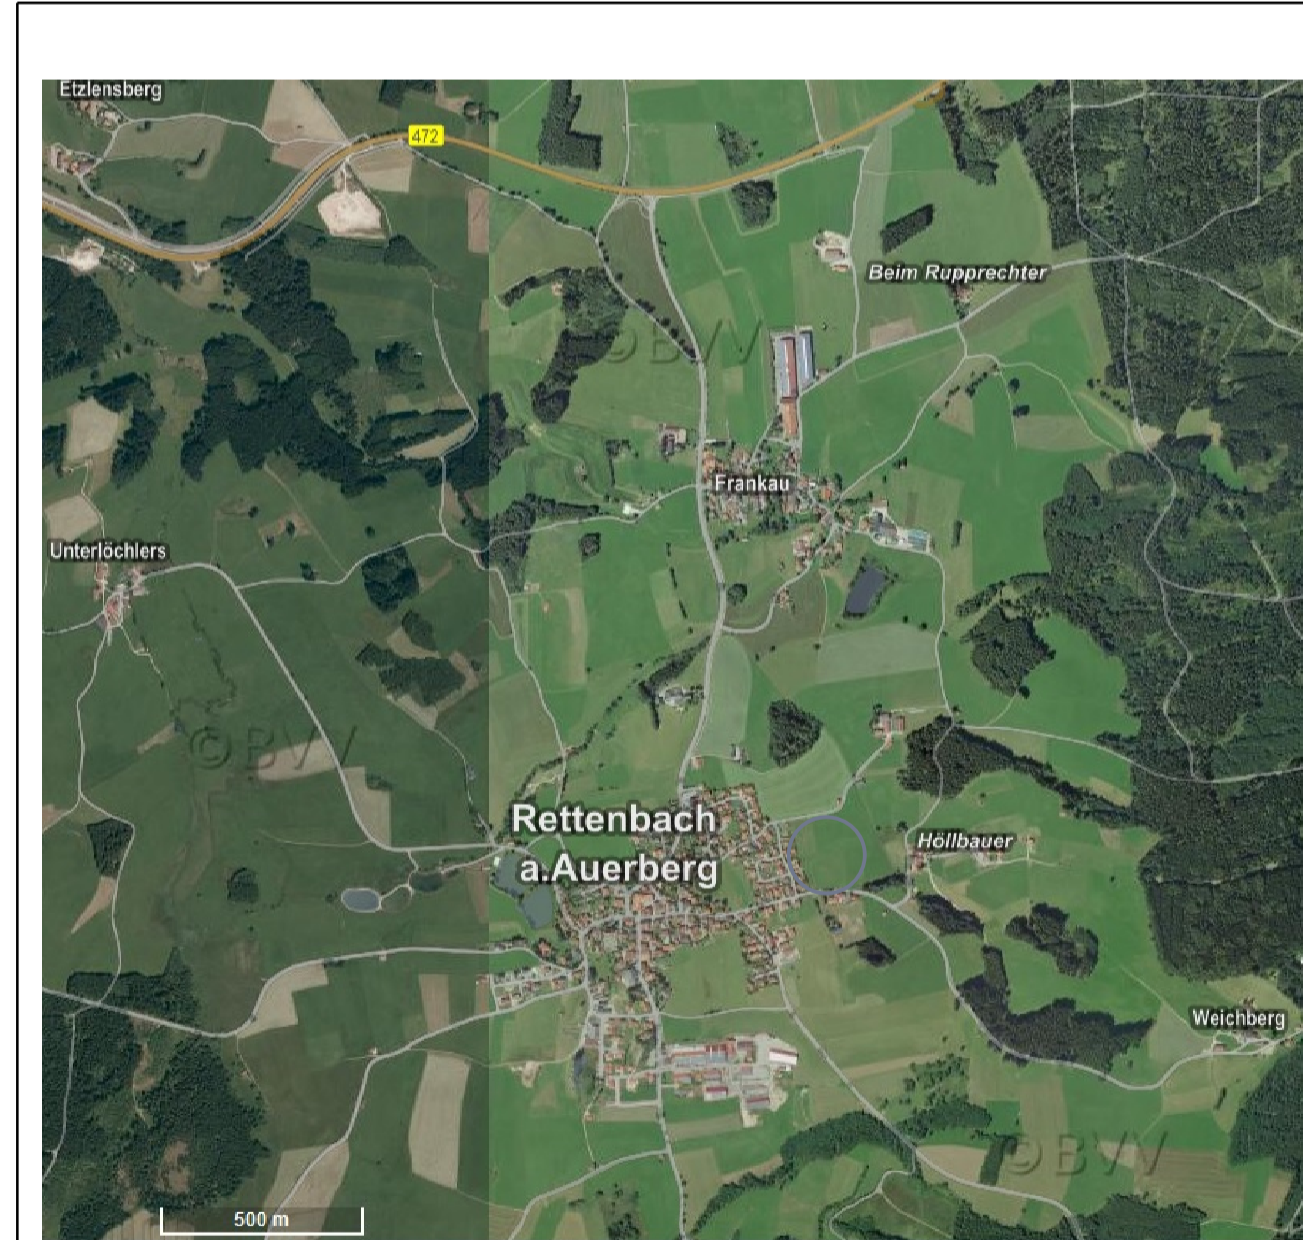 Etzlensberg
472
Beim Rupprechter
©BVV
Frankau
Unterlöchlers
©BVV
Rettenbach
a.Auerberg
Höllbauer
Weichberg
©BVV
500 m